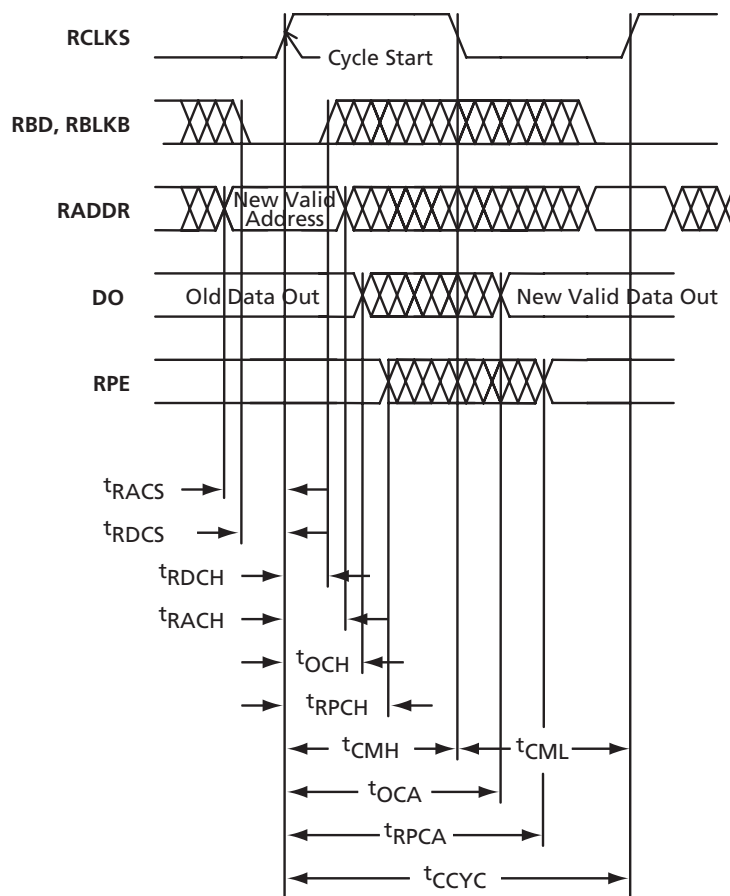 RCLKS
Cycle Start
RBD, RBLKB
RADDR
New Valid
Address
DO
Old Data Out
New Valid Data Out
RPE
tRACS
tRDCS
tRDCH
tRACH
tOCH
tRPCH
tCMH
tCML
tOCA
tRPCA
tCCYC